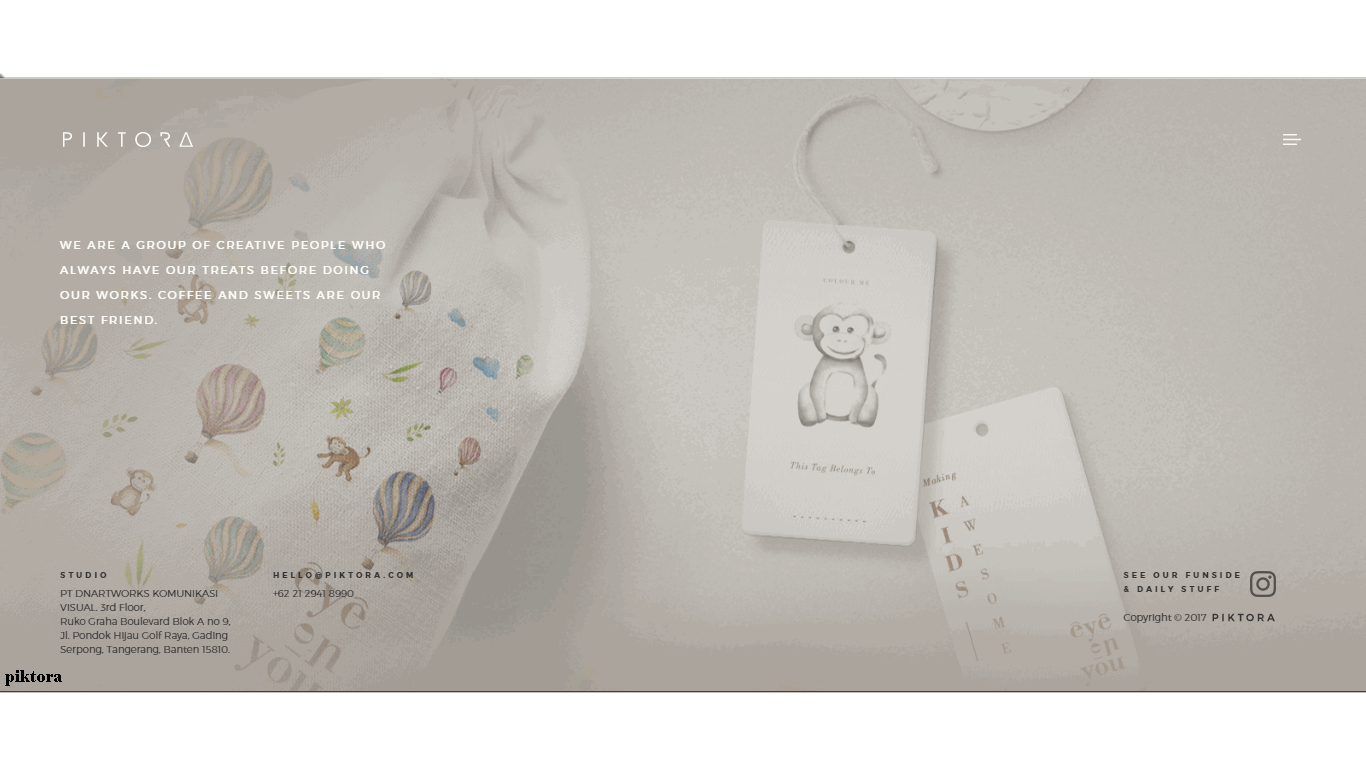 PIKTORA
WE ARE A GROUP OF CREATIVE PEOPLE WHO
ALWAYS HAVE OUR TREATS BEFORE DOING
OUR WORKS. COFFEE AND SWEETS ARE OUR
BEST FRIEND.
COLOUR ME
This Tag Belongs To
Making
KIDS
AWESOME
êyê
on
you
êyê
on
you
STUDIO
PT DNARTWORKS KOMUNIKASI
VISUAL. 3rd Floor,
Ruko Graha Boulevard Blok A no 9,
Jl. Pondok Hijau Golf Raya, Gading
Serpong, Tangerang, Banten 15810.
HELLO@PIKTORA.COM
+62 21 2941 8990
SEE OUR FUNSIDE
& DAILY STUFF
Copyright © 2017 PIKTORA
piktora